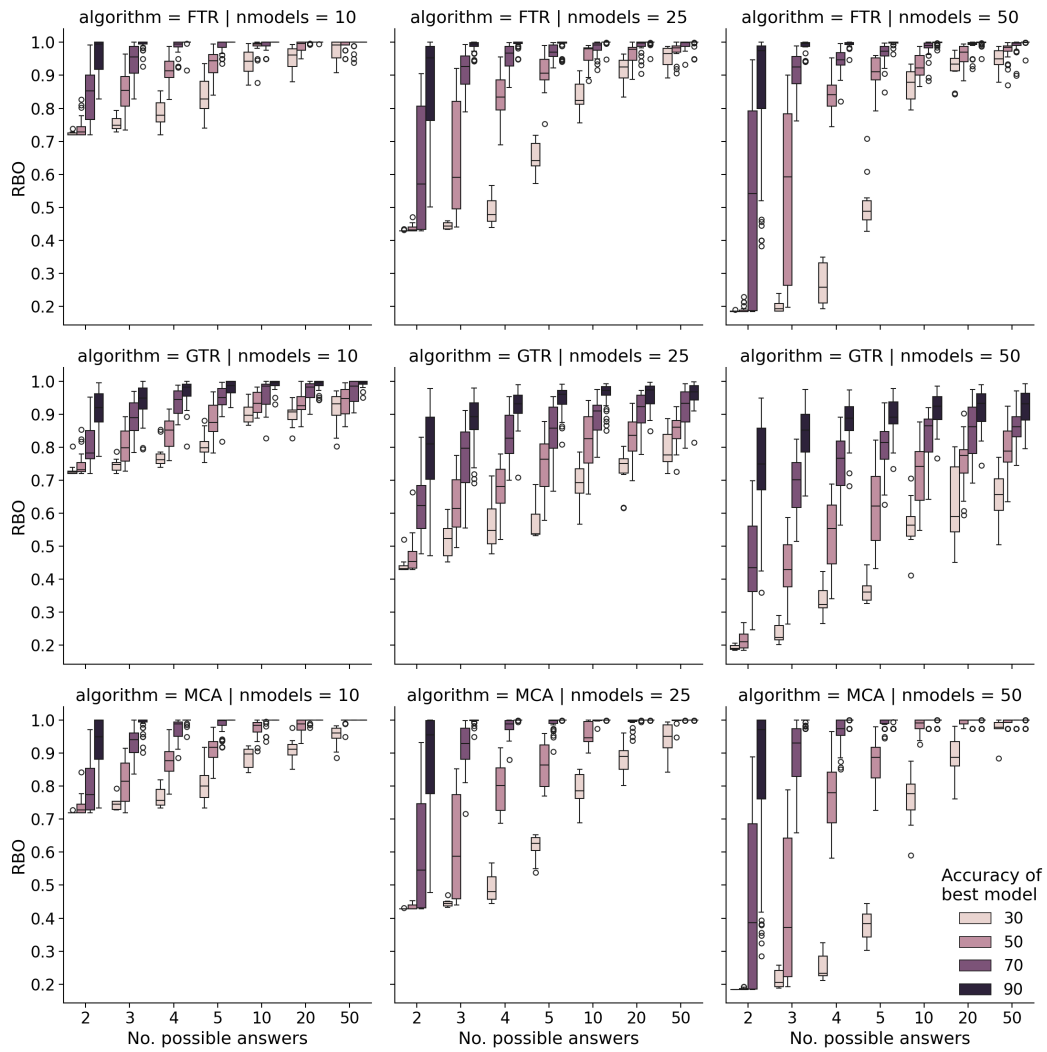 algorithm = FTR | nmodels = 10
algorithm = FTR | nmodels = 25
algorithm = FTR | nmodels = 50
RBO
1.0
0.9
0.8
0.7
0.6
0.5
0.4
0.3
0.2
algorithm = GTR | nmodels = 10
algorithm = GTR | nmodels = 25
algorithm = GTR | nmodels = 50
RBO
1.0
0.9
0.8
0.7
0.6
0.5
0.4
0.3
0.2
algorithm = MCA | nmodels = 10
algorithm = MCA | nmodels = 25
algorithm = MCA | nmodels = 50
RBO
1.0
0.9
0.8
0.7
0.6
0.5
0.4
0.3
0.2
Accuracy of
best model
30
50
70
90
2 3 4 5 10 20 50
2 3 4 5 10 20 50
2 3 4 5 10 20 50
No. possible answers
No. possible answers
No. possible answers